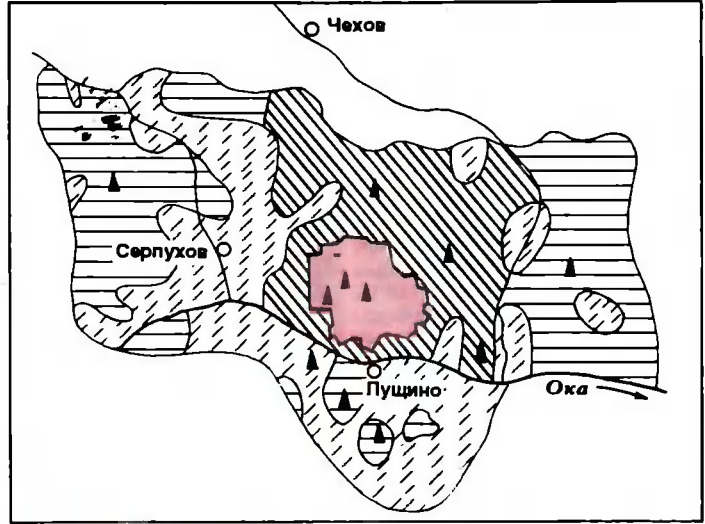 Чехов
Серпухов
Пущино
Ока